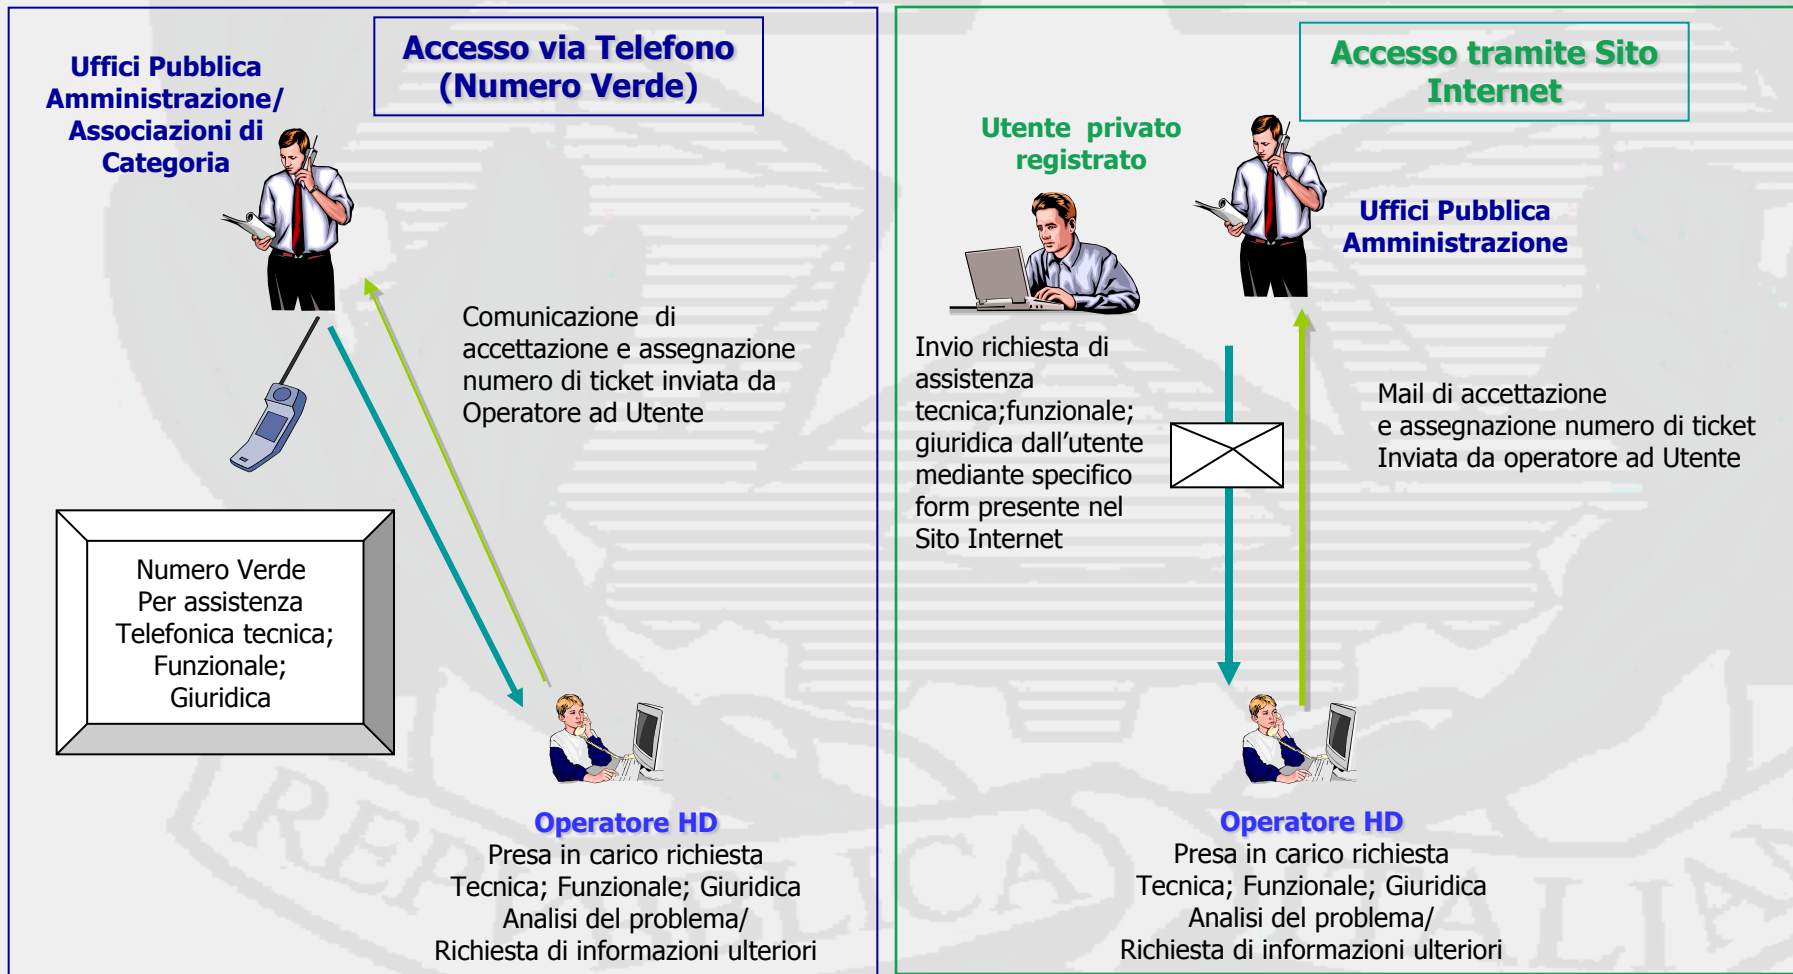 Accesso via Telefono
(Numero Verde)
Uffici Pubblica
Amministrazione/
Associazioni di
Categoria
Comunicazione di
accettazione e assegnazione
numero di ticket inviata da
Operatore ad Utente
Numero Verde
Per assistenza
Telefonica tecnica;
Funzionale;
Giuridica
Operatore HD
Presa in carico richiesta
Tecnica; Funzionale; Giuridica
Analisi del problema/
Richiesta di informazioni ulteriori
Accesso tramite Sito
Internet
Utente privato
registrato
Uffici Pubblica
Amministrazione
Invio richiesta di
assistenza
tecnica;funzionale;
giuridica dall'utente
mediante specifico
form presente nel
Sito Internet
Mail di accettazione
e assegnazione numero di ticket
Inviata da operatore ad Utente
Operatore HD
Presa in carico richiesta
Tecnica; Funzionale; Giuridica
Analisi del problema/
Richiesta di informazioni ulteriori